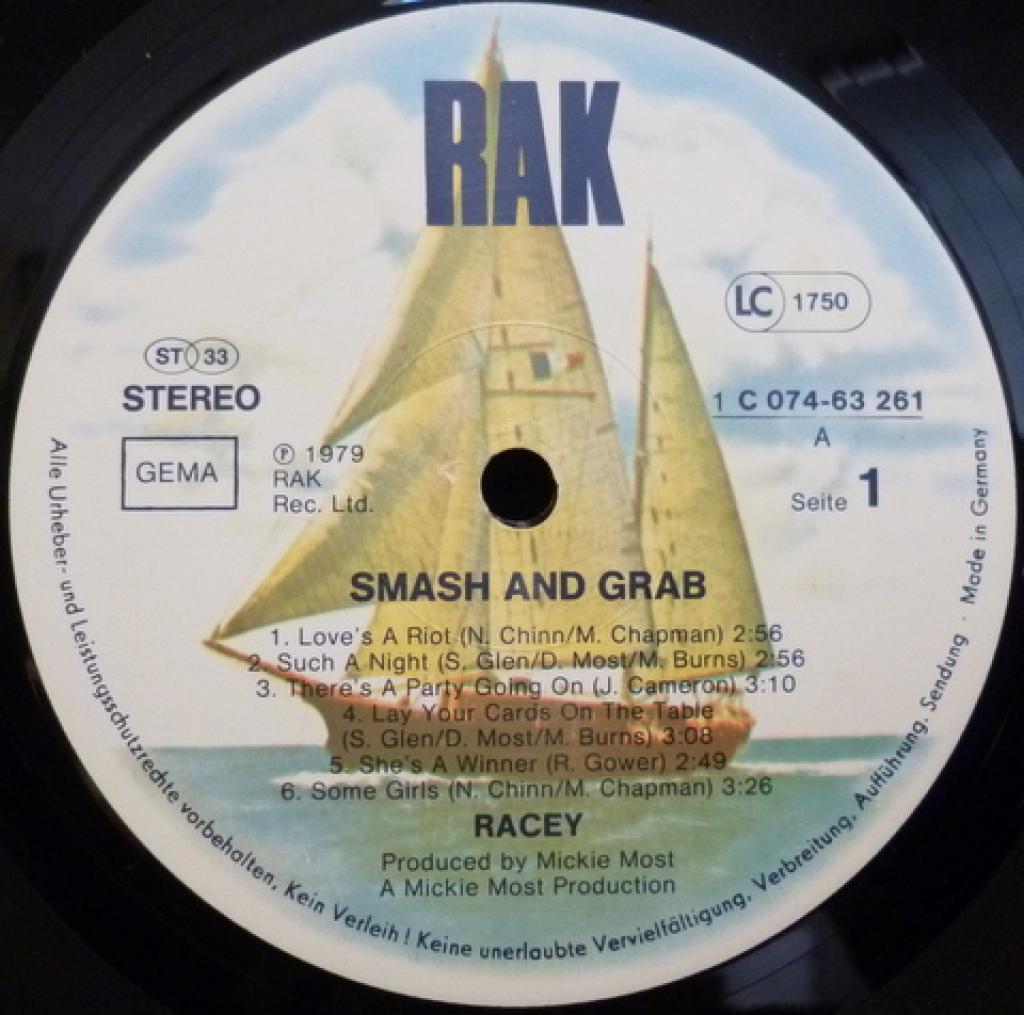 RAK
LC 1750
ST 33
STEREO
GEMA
℗ 1979
RAK
Rec. Ltd.
1 C 074-63 261
A
Seite 1
SMASH AND GRAB
1. Love's A Riot (N. Chinn/M. Chapman) 2:56
2. Such A Night (S. Glen/D. Most/M. Burns) 2:56
3. There's A Party Going On (J. Cameron) 3:10
4. Lay Your Cards On The Table
(S. Glen/D. Most/M. Burns) 3:08
5. She's A Winner (R. Gower) 2:49
6. Some Girls (N. Chinn/M. Chapman) 3:26
RACEY
Produced by Mickie Most
A Mickie Most Production
Alle Urheber- und Leistungsschutzrechte vorbehalten. Kein Verleih! Keine unerlaubte Vervielfältigung, Verbreitung, Aufführung, Sendung · Made in Germany